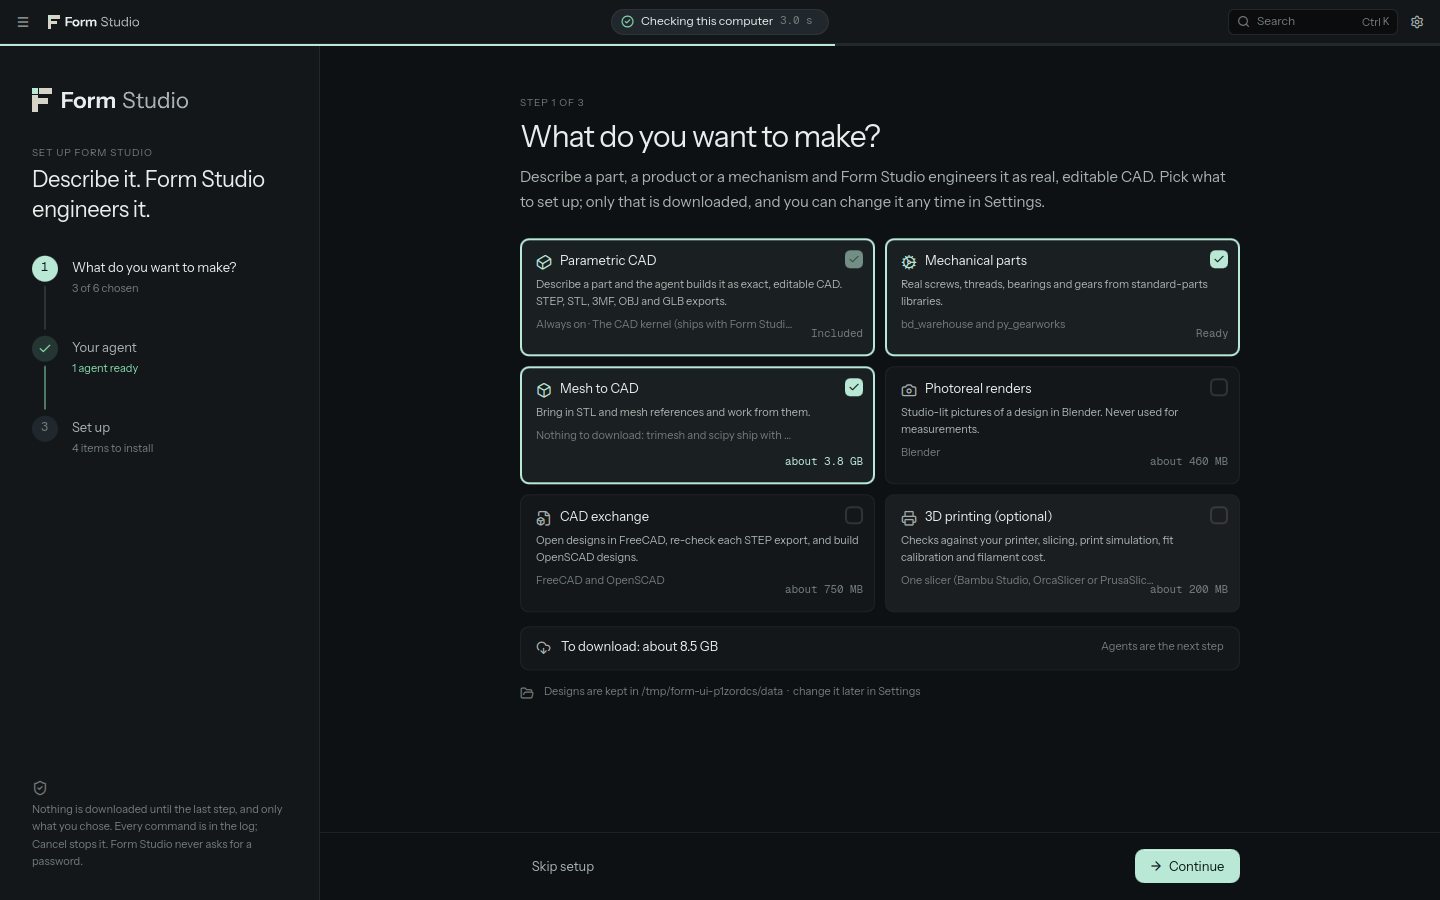 Form Studio
Checking this computer 3.0 s
Search Ctrl K
Form Studio
SET UP FORM STUDIO
Describe it. Form Studio
engineers it.
1 What do you want to make?
3 of 6 chosen
Your agent
1 agent ready
3 Set up
4 items to install
Nothing is downloaded until the last step, and only
what you chose. Every command is in the log;
Cancel stops it. Form Studio never asks for a
password.
STEP 1 OF 3
What do you want to make?
Describe a part, a product or a mechanism and Form Studio engineers it as real, editable CAD. Pick what
to set up; only that is downloaded, and you can change it any time in Settings.
Parametric CAD
Describe a part and the agent builds it as exact, editable CAD.
STEP, STL, 3MF, OBJ and GLB exports.
Always on · The CAD kernel (ships with Form Studi…
Included
Mechanical parts
Real screws, threads, bearings and gears from standard-parts
libraries.
bd_warehouse and py_gearworks
Ready
Mesh to CAD
Bring in STL and mesh references and work from them.
Nothing to download: trimesh and scipy ship with …
about 3.8 GB
Photoreal renders
Studio-lit pictures of a design in Blender. Never used for
measurements.
Blender
about 460 MB
CAD exchange
Open designs in FreeCAD, re-check each STEP export, and build
OpenSCAD designs.
FreeCAD and OpenSCAD
about 750 MB
3D printing (optional)
Checks against your printer, slicing, print simulation, fit
calibration and filament cost.
One slicer (Bambu Studio, OrcaSlicer or PrusaSlic…
about 200 MB
To download: about 8.5 GB
Agents are the next step
Designs are kept in /tmp/form-ui-p1zordcs/data · change it later in Settings
Skip setup
Continue